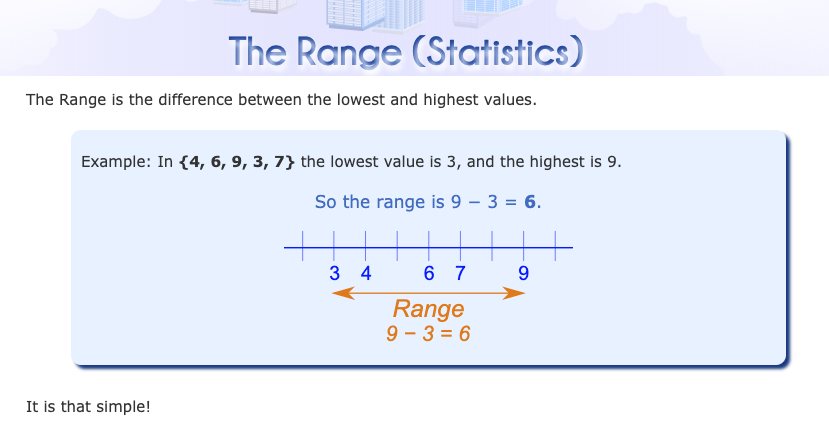 The Range (Statistics)
The Range is the difference between the lowest and highest values.
Example: In {4, 6, 9, 3, 7} the lowest value is 3, and the highest is 9.
So the range is 9 − 3 = 6.
3 4 6 7 9
Range
9 − 3 = 6
It is that simple!